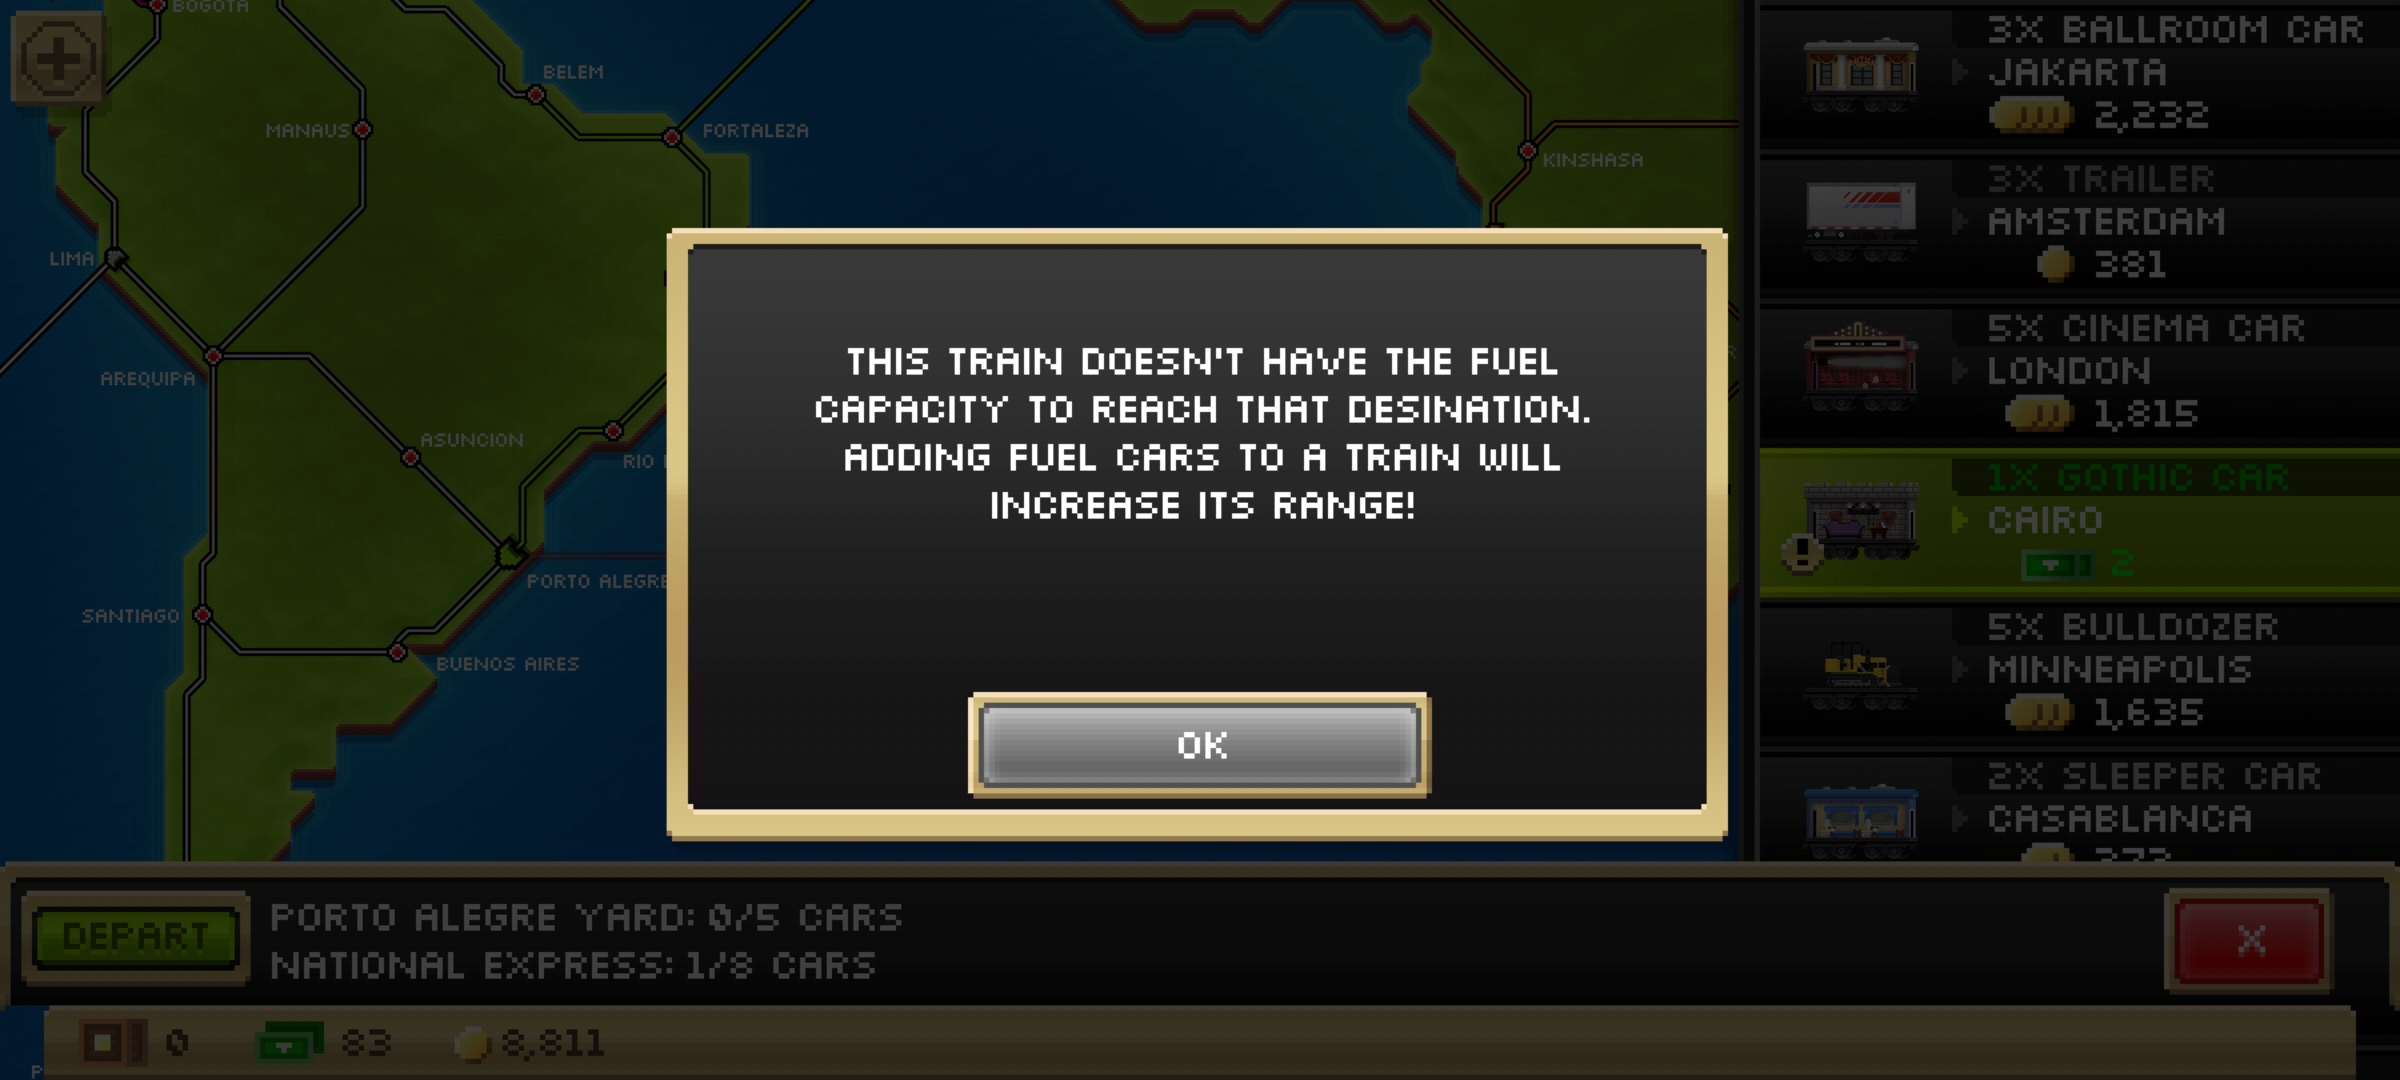 BOGOTA
BELEM
MANAUS
FORTALEZA
KINSHASA
LIMA
AREQUIPA
ASUNCION
RIO
PORTO ALEGRE
SANTIAGO
BUENOS AIRES
THIS TRAIN DOESN'T HAVE THE FUEL
CAPACITY TO REACH THAT DESINATION.
ADDING FUEL CARS TO A TRAIN WILL
INCREASE ITS RANGE!
OK
3X BALLROOM CAR
JAKARTA
2,232
3X TRAILER
AMSTERDAM
381
5X CINEMA CAR
LONDON
1,815
1X GOTHIC CAR
CAIRO
2
5X BULLDOZER
MINNEAPOLIS
1,635
2X SLEEPER CAR
CASABLANCA
DEPART
PORTO ALEGRE YARD: 0/5 CARS
NATIONAL EXPRESS: 1/8 CARS
X
0
83
8,811